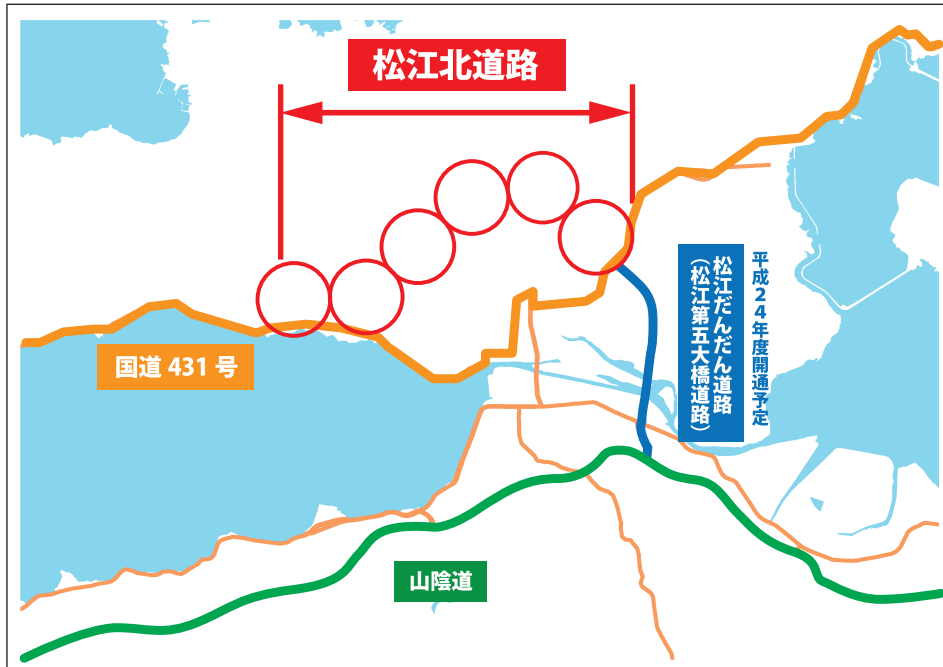 松江北道路
国道 431 号
平成24年度開通予定
松江だんだん道路
(松江第五大橋道路)
山陰道